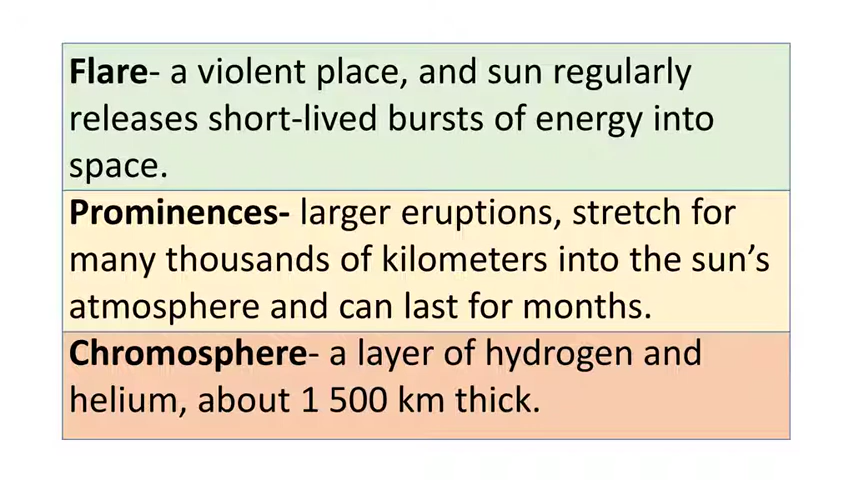 Flare- a violent place, and sun regularly
releases short-lived bursts of energy into
space.
Prominences- larger eruptions, stretch for
many thousands of kilometers into the sun’s
atmosphere and can last for months.
Chromosphere- a layer of hydrogen and
helium, about 1 500 km thick.